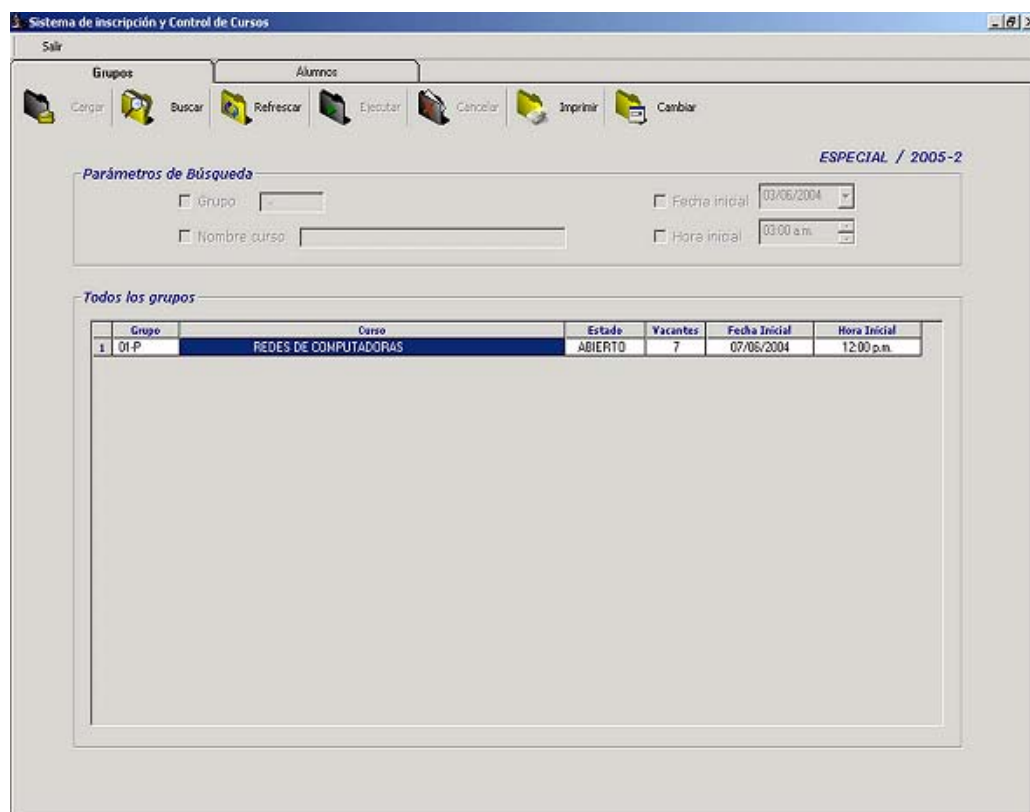 Sistema de inscripción y Control de Cursos
Salir
Grupos Alumnos
Cargar Buscar Refrescar Ejecutar Cancelar Imprimir Cambiar
ESPECIAL / 2005-2
Parámetros de Búsqueda
Grupo - Fecha inicial 03/06/2004
Nombre curso Hora inicial 03:00 a.m.
Todos los grupos
Grupo Curso Estado Vacantes Fecha Inicial Hora Inicial
1 01-P REDES DE COMPUTADORAS ABIERTO 7 07/06/2004 12:00 p.m.